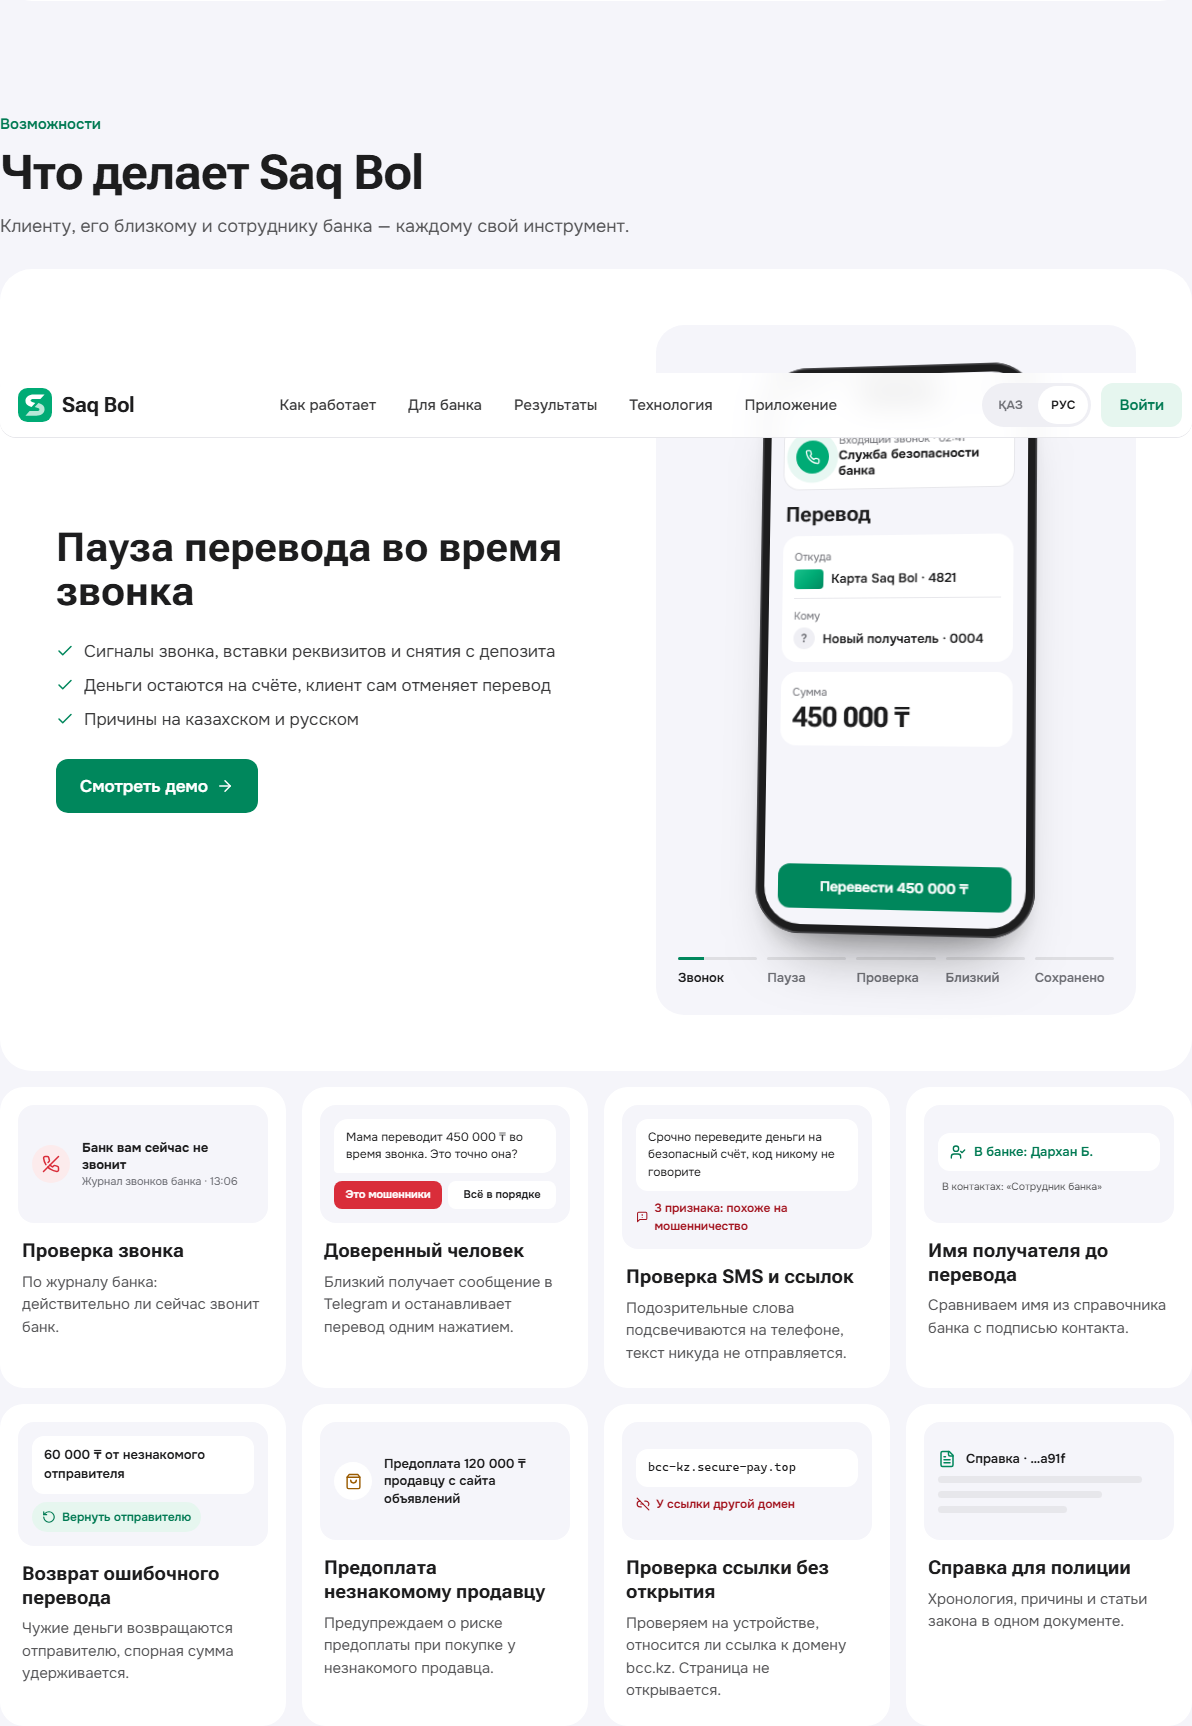 Возможности
Что делает Saq Bol
Клиенту, его близкому и сотруднику банка — каждому свой инструмент.
Saq Bol
Как работает
Для банка
Результаты
Технология
Приложение
ҚАЗ
РУС
Войти
Входящий звонок · 02:41
Служба безопасности
банка
Перевод
Откуда
Карта Saq Bol · 4821
Кому
? Новый получатель · 0004
Сумма
450 000 ₸
Перевести 450 000 ₸
Звонок
Пауза
Проверка
Близкий
Сохранено
Пауза перевода во время
звонка
Сигналы звонка, вставки реквизитов и снятия с депозита
Деньги остаются на счёте, клиент сам отменяет перевод
Причины на казахском и русском
Смотреть демо
Банк вам сейчас не
звонит
Журнал звонков банка · 13:06
Проверка звонка
По журналу банка:
действительно ли сейчас звонит
банк.
Мама переводит 450 000 ₸ во
время звонка. Это точно она?
Это мошенники
Всё в порядке
Доверенный человек
Близкий получает сообщение в
Telegram и останавливает
перевод одним нажатием.
Срочно переведите деньги на
безопасный счёт, код никому не
говорите
3 признака: похоже на
мошенничество
Проверка SMS и ссылок
Подозрительные слова
подсвечиваются на телефоне,
текст никуда не отправляется.
В банке: Дархан Б.
В контактах: «Сотрудник банка»
Имя получателя до
перевода
Сравниваем имя из справочника
банка с подписью контакта.
60 000 ₸ от незнакомого
отправителя
Вернуть отправителю
Возврат ошибочного
перевода
Чужие деньги возвращаются
отправителю, спорная сумма
удерживается.
Предоплата 120 000 ₸
продавцу с сайта
объявлений
Предоплата
незнакомому продавцу
Предупреждаем о риске
предоплаты при покупке у
незнакомого продавца.
bcc-kz.secure-pay.top
У ссылки другой домен
Проверка ссылки без
открытия
Проверяем на устройстве,
относится ли ссылка к домену
bcc.kz. Страница не
открывается.
Справка · …a91f
Справка для полиции
Хронология, причины и статьи
закона в одном документе.